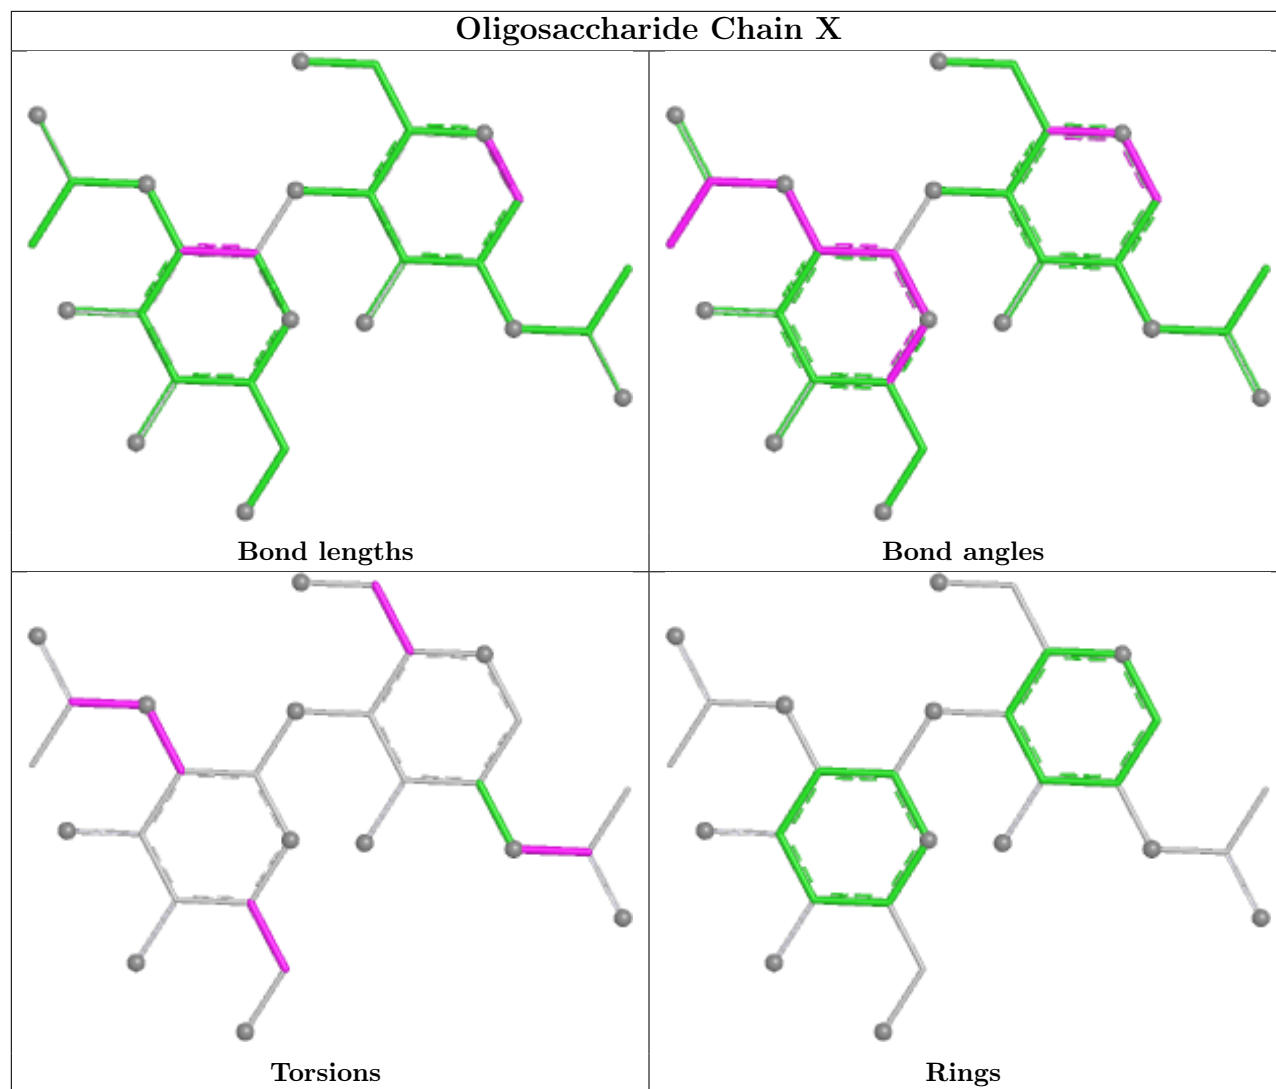 Oligosaccharide Chain X
Bond lengths
Bond angles
Torsions
Rings